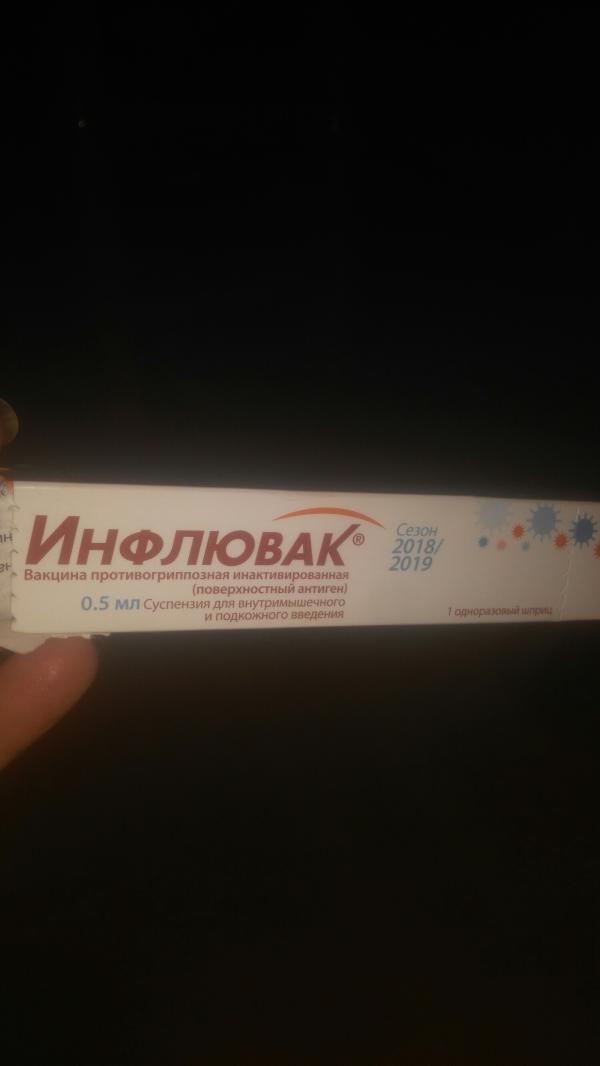 ИНФЛЮВАК®
Сезон
2018/
2019
Вакцина противогриппозная инактивированная
(поверхностный антиген)
0.5 мл Суспензия для внутримышечного
и подкожного введения
1 одноразовый шприц